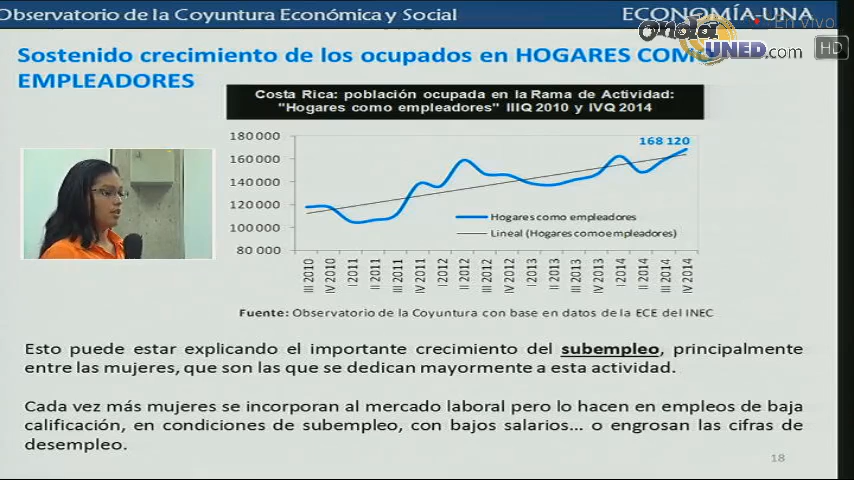 Observatorio de la Coyuntura Económica y Social
ECONOMÍA-UNA
En vivo
Onda
UNED.com
HD
Sostenido crecimiento de los ocupados en HOGARES COMO
EMPLEADORES
Costa Rica: población ocupada en la Rama de Actividad:
"Hogares como empleadores" IIIQ 2010 y IVQ 2014
180 000
160 000
140 000
120 000
100 000
80 000
168 120
Hogares como empleadores
Lineal (Hogares como empleadores)
III 2010
IV 2010
I 2011
II 2011
III 2011
IV 2011
I 2012
II 2012
III 2012
IV 2012
I 2013
II 2013
III 2013
IV 2013
I 2014
II 2014
III 2014
IV 2014
Fuente: Observatorio de la Coyuntura con base en datos de la ECE del INEC
Esto puede estar explicando el importante crecimiento del subempleo, principalmente
entre las mujeres, que son las que se dedican mayormente a esta actividad.
Cada vez más mujeres se incorporan al mercado laboral pero lo hacen en empleos de baja
calificación, en condiciones de subempleo, con bajos salarios... o engrosan las cifras de
desempleo.
18